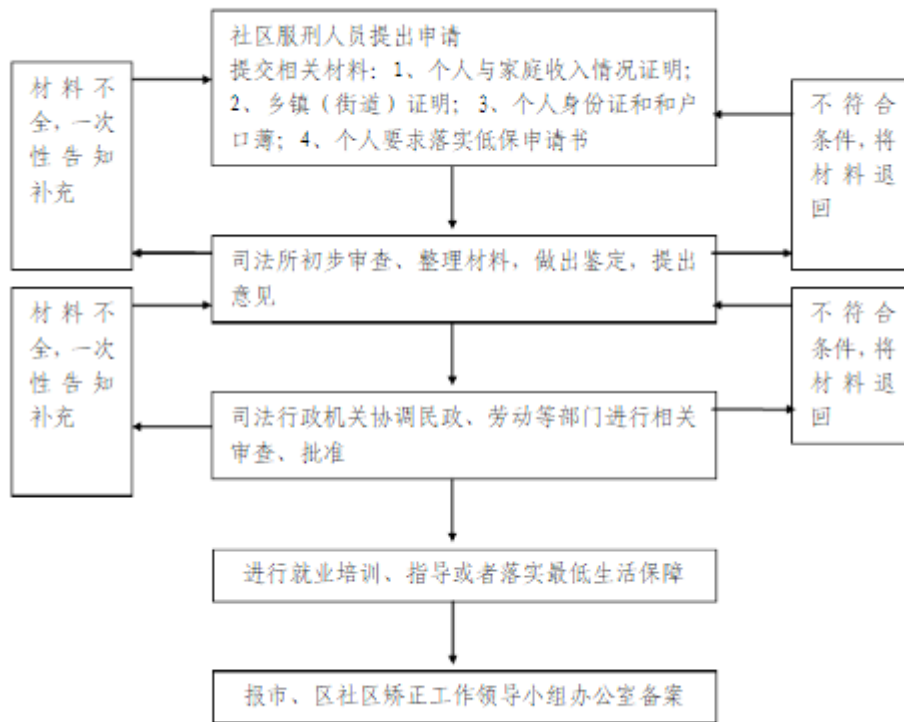 社区服刑人员提出申请
提交相关材料：1、个人与家庭收入情况证明；
2、乡镇（街道）证明；3、个人身份证和和户
口薄；4、个人要求落实低保申请书
材料不
全，一次
性告知
补充
不符合
条件，将
材料退
回
司法所初步审查、整理材料，做出鉴定，提出
意见
材料不
全，一次
性告知
补充
不符合
条件，将
材料退
回
司法行政机关协调民政、劳动等部门进行相关
审查、批准
进行就业培训、指导或者落实最低生活保障
报市、区社区矫正工作领导小组办公室备案